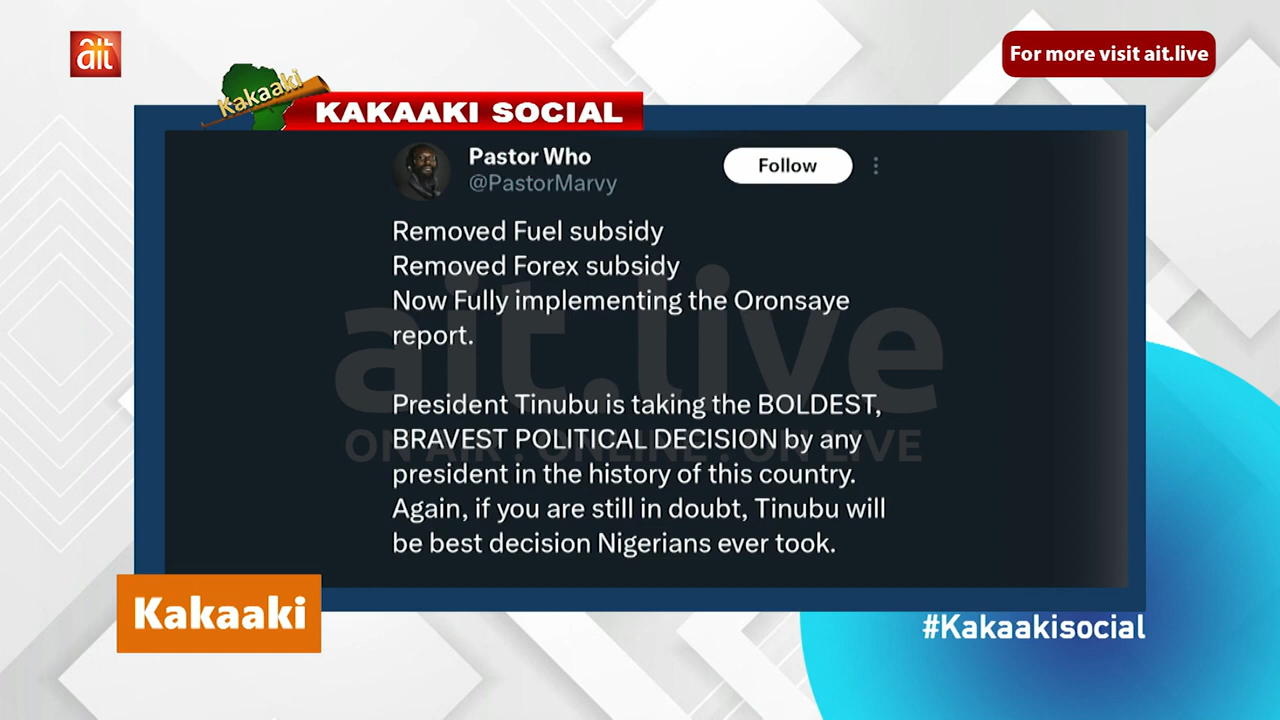 ait
For more visit ait.live
Kakaaki
KAKAAKI SOCIAL
Pastor Who
@PastorMarvy
Follow
Removed Fuel subsidy
Removed Forex subsidy
Now Fully implementing the Oronsaye
report.
President Tinubu is taking the BOLDEST,
BRAVEST POLITICAL DECISION by any
president in the history of this country.
Again, if you are still in doubt, Tinubu will
be best decision Nigerians ever took.
ait.live
ON AIR . ONLINE . ON LIVE
Kakaaki
#Kakaakisocial